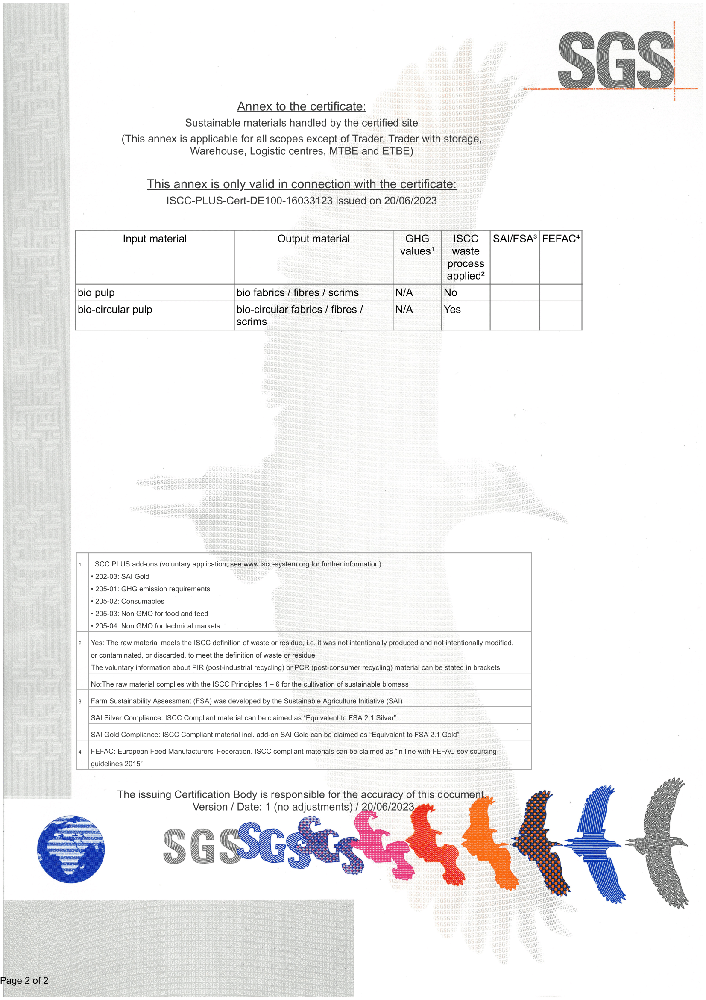 SGS
Annex to the certificate:
Sustainable materials handled by the certified site
(This annex is applicable for all scopes except of Trader, Trader with storage,
Warehouse, Logistic centres, MTBE and ETBE)
This annex is only valid in connection with the certificate:
ISCC-PLUS-Cert-DE100-16033123 issued on 20/06/2023
Input material Output material GHG values¹ ISCC waste process applied² SAI/FSA³ FEFAC⁴
bio pulp bio fabrics / fibres / scrims N/A No
bio-circular pulp bio-circular fabrics / fibres / scrims N/A Yes
1 ISCC PLUS add-ons (voluntary application, see www.iscc-system.org for further information):
• 202-03: SAI Gold
• 205-01: GHG emission requirements
• 205-02: Consumables
• 205-03: Non GMO for food and feed
• 205-04: Non GMO for technical markets
2 Yes: The raw material meets the ISCC definition of waste or residue, i.e. it was not intentionally produced and not intentionally modified,
or contaminated, or discarded, to meet the definition of waste or residue
The voluntary information about PIR (post-industrial recycling) or PCR (post-consumer recycling) material can be stated in brackets.
No:The raw material complies with the ISCC Principles 1 – 6 for the cultivation of sustainable biomass
3 Farm Sustainability Assessment (FSA) was developed by the Sustainable Agriculture Initiative (SAI)
SAI Silver Compliance: ISCC Compliant material can be claimed as “Equivalent to FSA 2.1 Silver”
SAI Gold Compliance: ISCC Compliant material incl. add-on SAI Gold can be claimed as “Equivalent to FSA 2.1 Gold”
4 FEFAC: European Feed Manufacturers’ Federation. ISCC compliant materials can be claimed as “in line with FEFAC soy sourcing
guidelines 2015”
The issuing Certification Body is responsible for the accuracy of this document.
Version / Date: 1 (no adjustments) / 20/06/2023
SGS SGS SGS
Page 2 of 2